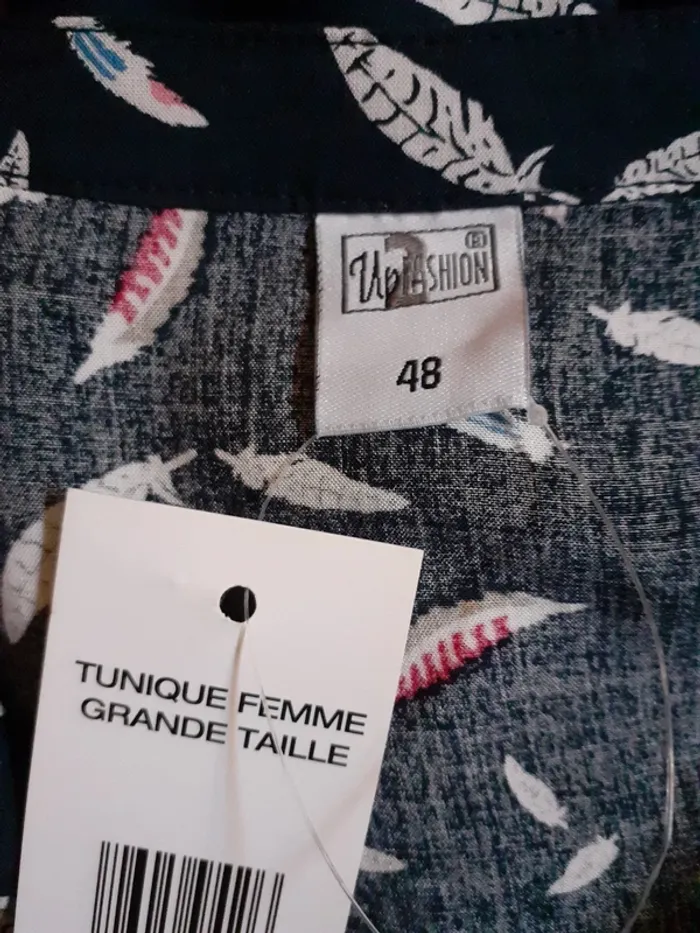 Up2FASHION ®
48
TUNIQUE FEMME
GRANDE TAILLE